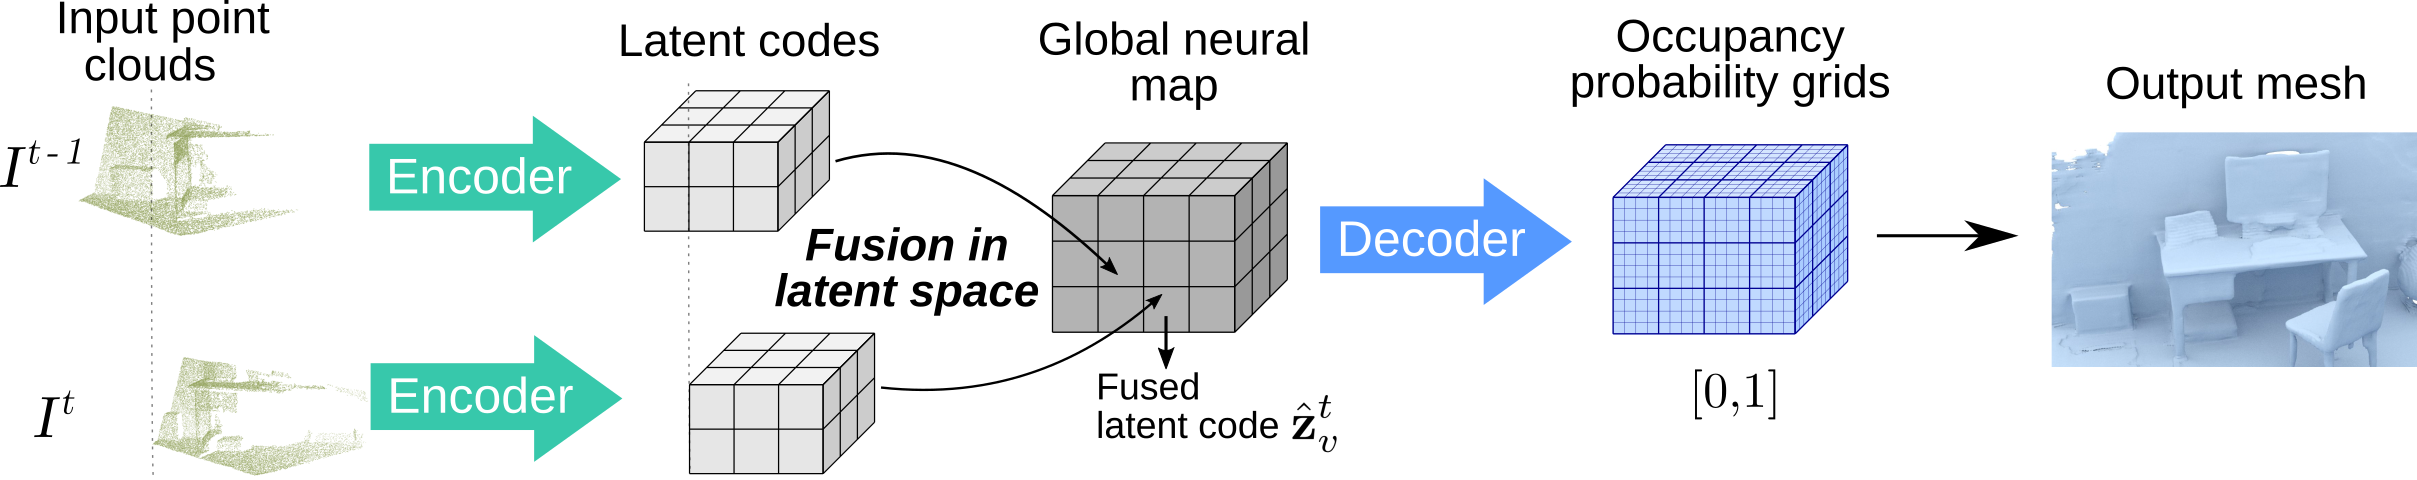 Input point
clouds
I^{t-1}
I^t
Encoder
Encoder
Latent codes
Fusion in
latent space
Global neural
map
Fused
latent code \hat{\mathbf{z}}_v^t
Decoder
Occupancy
probability grids
[0,1]
Output mesh